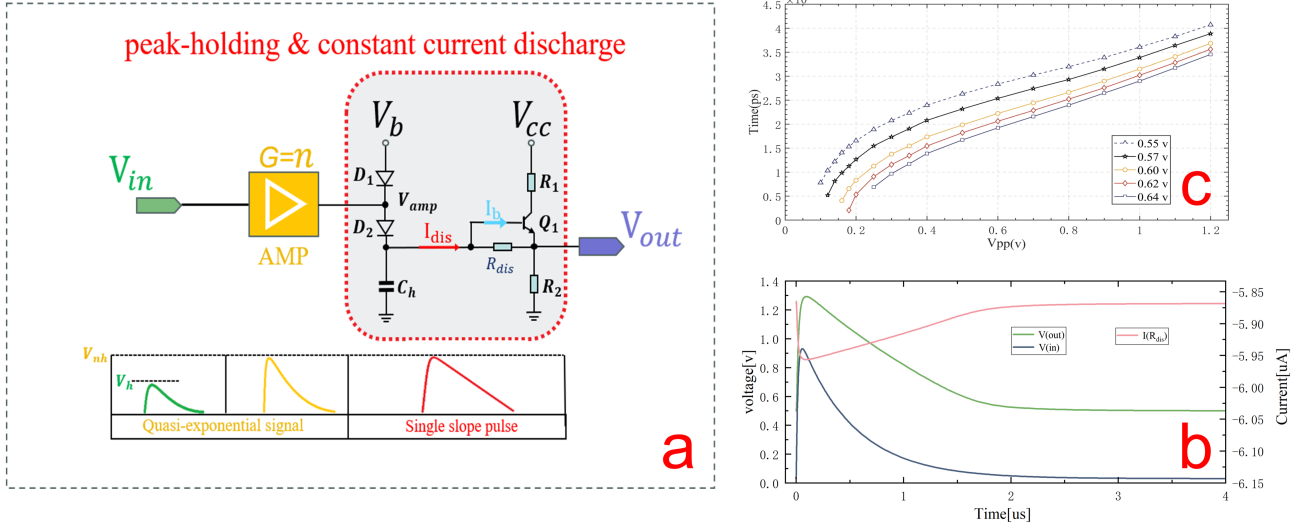 peak-holding & constant current discharge
V_b
V_cc
G=n
V_in
D_1
R_1
V_amp
I_b
Q_1
D_2
I_dis
V_out
AMP
R_dis
C_h
R_2
V_nh
V_h
Quasi-exponential signal
Single slope pulse
a
4.5
4
3.5
3
2.5
2
1.5
1
0.5
0
Time(ps)
0
0.2
0.4
0.6
0.8
1.0
1.2
Vpp(v)
0.55 v
0.57 v
0.60 v
0.62 v
0.64 v
c
1.4
1.2
1.0
0.8
0.6
0.4
0.2
0.0
voltage[v]
V(out)
V(in)
I(R_dis)
-5.85
-5.90
-5.95
-6.00
-6.05
-6.10
-6.15
Current[uA]
0
1
2
3
4
Time[us]
b